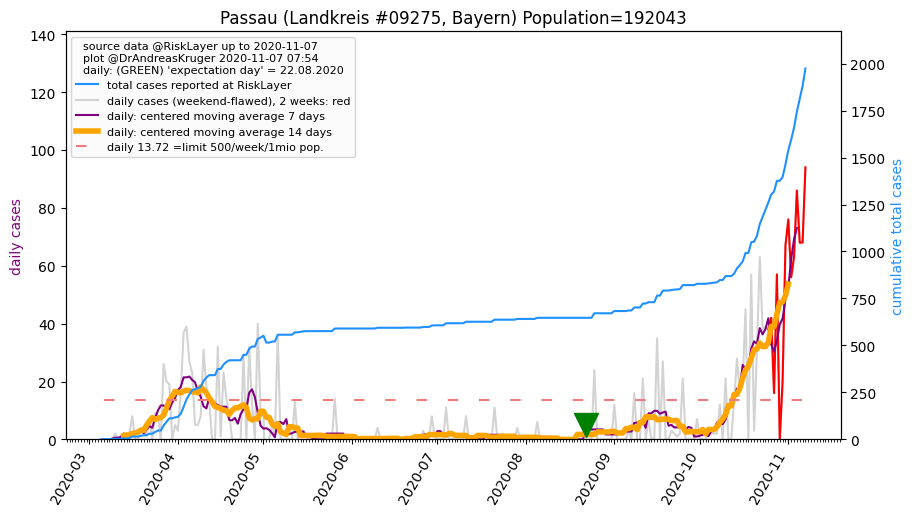 Passau (Landkreis #09275, Bayern) Population=192043
source data @RiskLayer up to 2020-11-07
plot @DrAndreasKruger 2020-11-07 07:54
daily: (GREEN) 'expectation day' = 22.08.2020
total cases reported at RiskLayer
daily cases (weekend-flawed), 2 weeks: red
daily: centered moving average 7 days
daily: centered moving average 14 days
daily 13.72 =limit 500/week/1mio pop.
daily cases
140
120
100
80
60
40
20
0
cumulative total cases
2000
1750
1500
1250
1000
750
500
250
0
2020-03
2020-04
2020-05
2020-06
2020-07
2020-08
2020-09
2020-10
2020-11